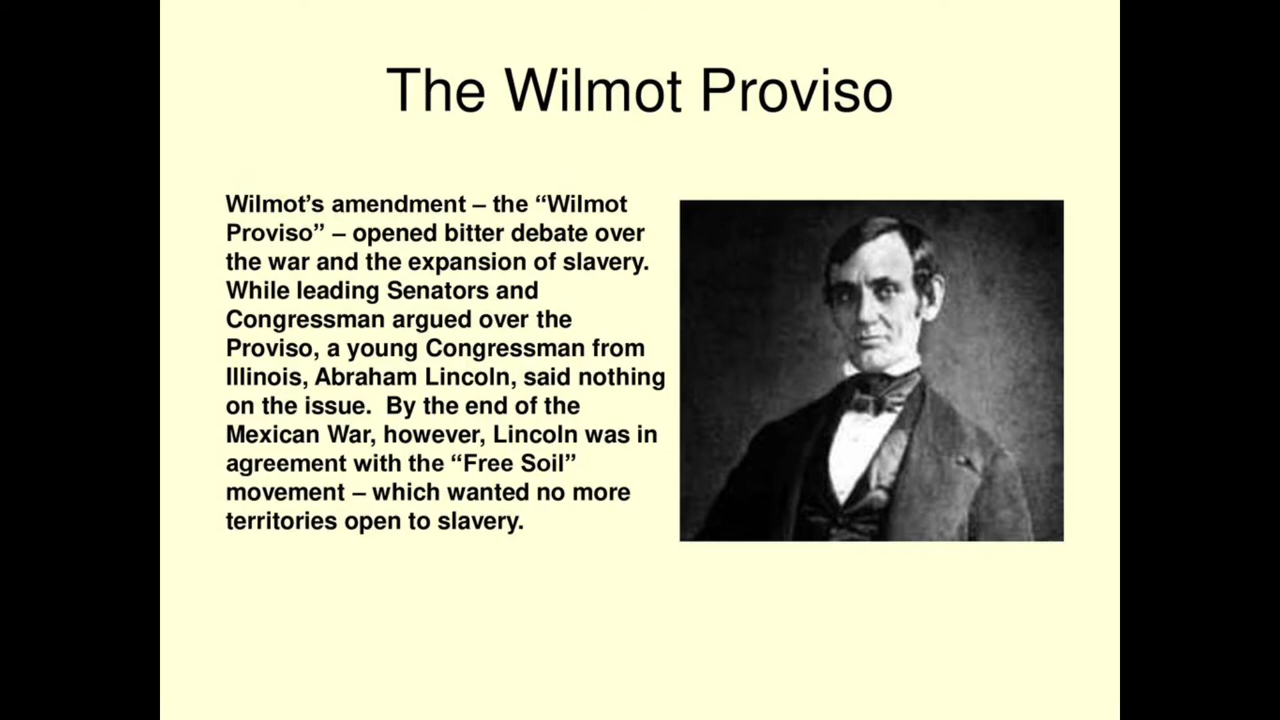 The Wilmot Proviso
Wilmot’s amendment – the “Wilmot
Proviso” – opened bitter debate over
the war and the expansion of slavery.
While leading Senators and
Congressman argued over the
Proviso, a young Congressman from
Illinois, Abraham Lincoln, said nothing
on the issue.  By the end of the
Mexican War, however, Lincoln was in
agreement with the “Free Soil”
movement – which wanted no more
territories open to slavery.